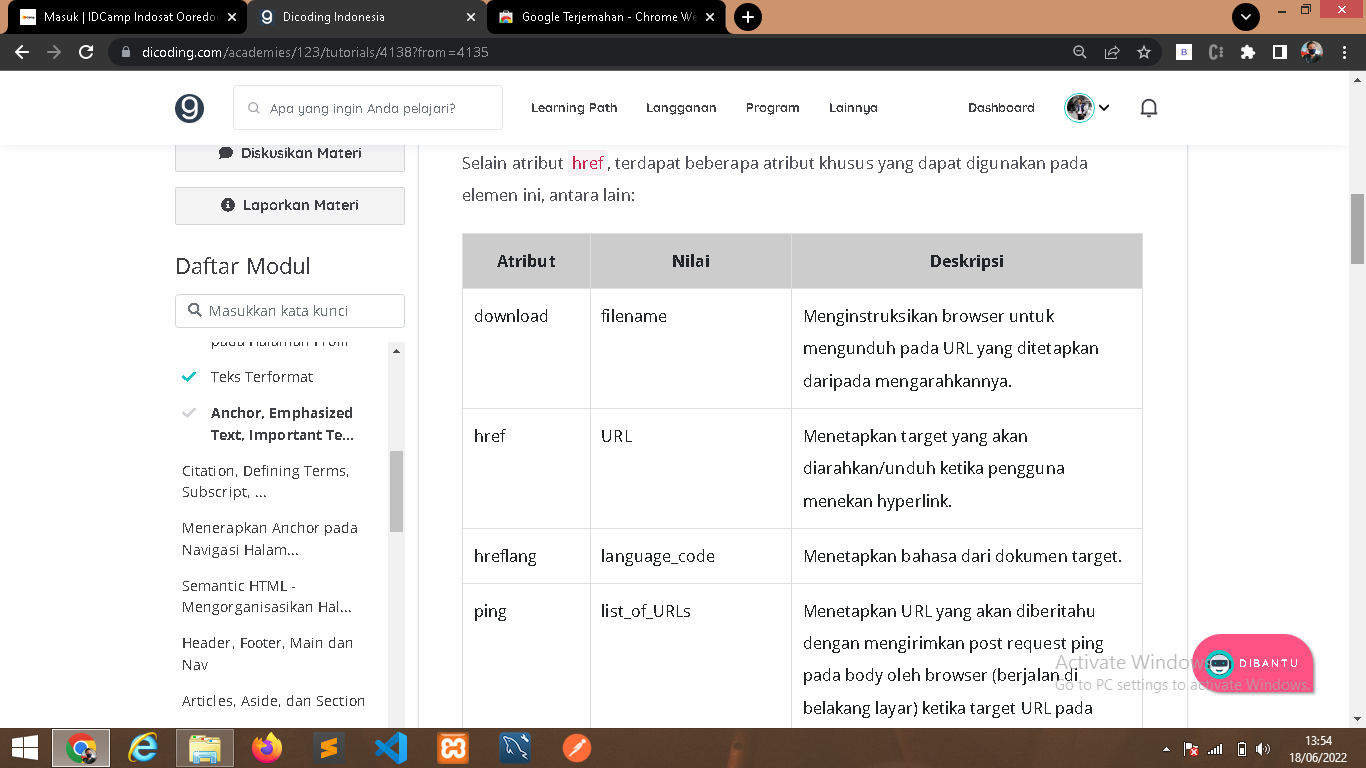 Masuk | IDCamp Indosat Ooredo
Dicoding Indonesia
Google Terjemahan - Chrome We
dicoding.com/academies/123/tutorials/4138?from=4135
Apa yang ingin Anda pelajari?
Learning Path
Langganan
Program
Lainnya
Dashboard
Diskusikan Materi
Laporkan Materi
Daftar Modul
Masukkan kata kunci
Teks Terformat
Anchor, Emphasized
Text, Important Te...
Citation, Defining Terms,
Subscript, ...
Menerapkan Anchor pada
Navigasi Halam...
Semantic HTML -
Mengorganisasikan Hal...
Header, Footer, Main dan
Nav
Articles, Aside, dan Section
Selain atribut href, terdapat beberapa atribut khusus yang dapat digunakan pada
elemen ini, antara lain:
Atribut Nilai Deskripsi
download filename Menginstruksikan browser untuk
mengunduh pada URL yang ditetapkan
daripada mengarahkannya.
href URL Menetapkan target yang akan
diarahkan/unduh ketika pengguna
menekan hyperlink.
hreflang language_code Menetapkan bahasa dari dokumen target.
ping list_of_URLs Menetapkan URL yang akan diberitahu
dengan mengirimkan post request ping
pada body oleh browser (berjalan di
belakang layar) ketika target URL pada
DIBANTU
Activate Windows
Go to PC settings to activate Windows.
13:54
18/06/2022